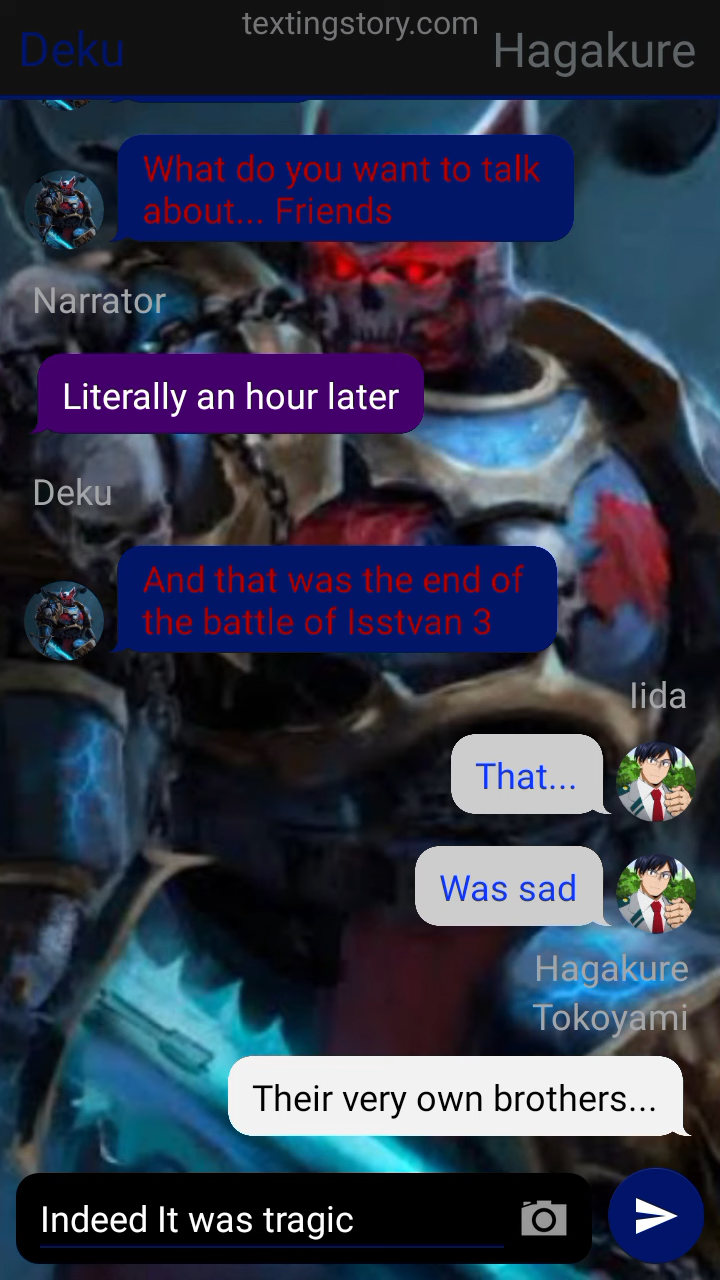 textingstory.com
Deku
Hagakure
What do you want to talk
about... Friends
Narrator
Literally an hour later
Deku
And that was the end of
the battle of Isstvan 3
Iida
That...
Was sad
Hagakure
Tokoyami
Their very own brothers...
Indeed It was tragic